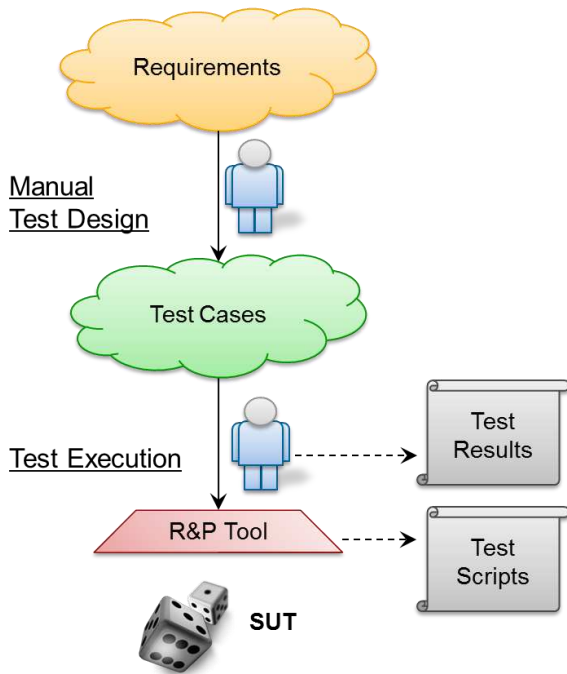 Requirements
Manual
Test Design
Test Cases
Test Execution
Test
Results
R&P Tool
Test
Scripts
SUT